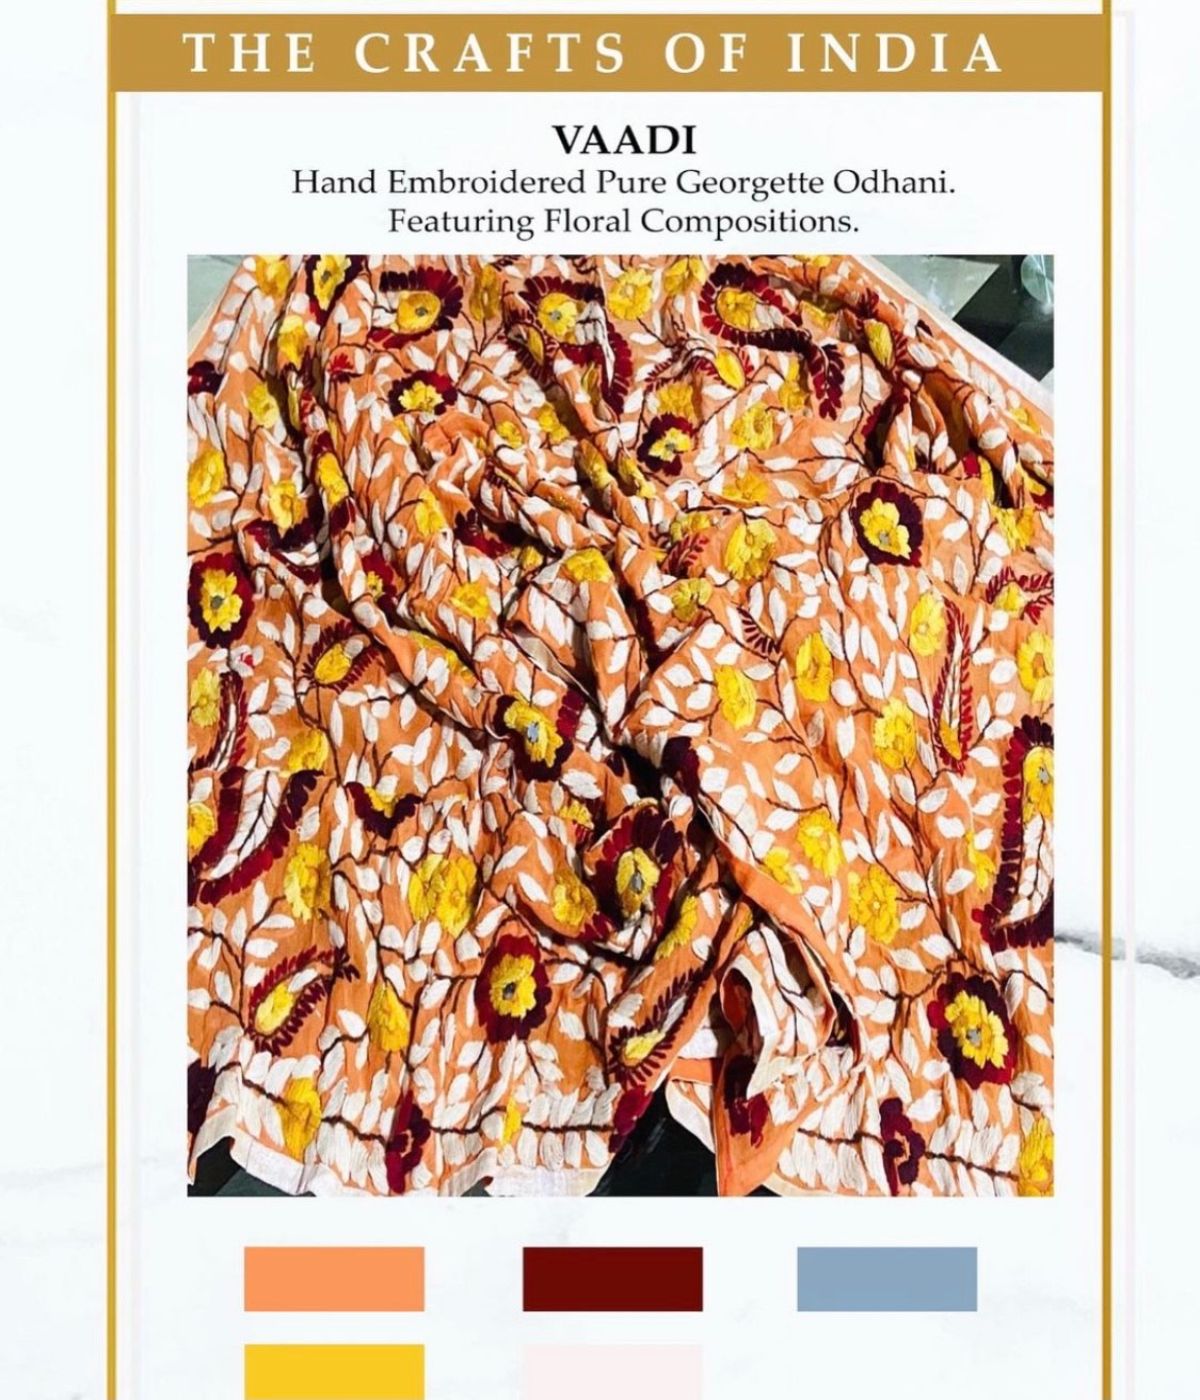 THE CRAFTS OF INDIA
VAADI
Hand Embroidered Pure Georgette Odhani.
Featuring Floral Compositions.